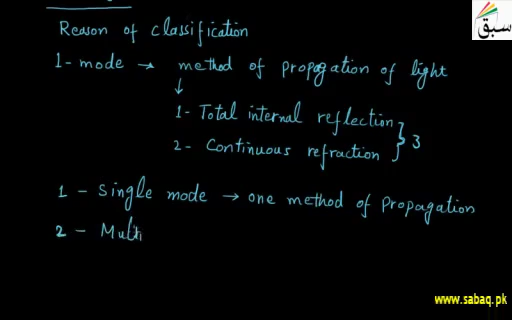 سبق
Reason of classification
1- mode → method of propagation of light
↓
1- Total internal reflection
2- Continuous refraction } 3
1 - Single mode → one method of propagation
2 - Multi
www.sabaq.pk